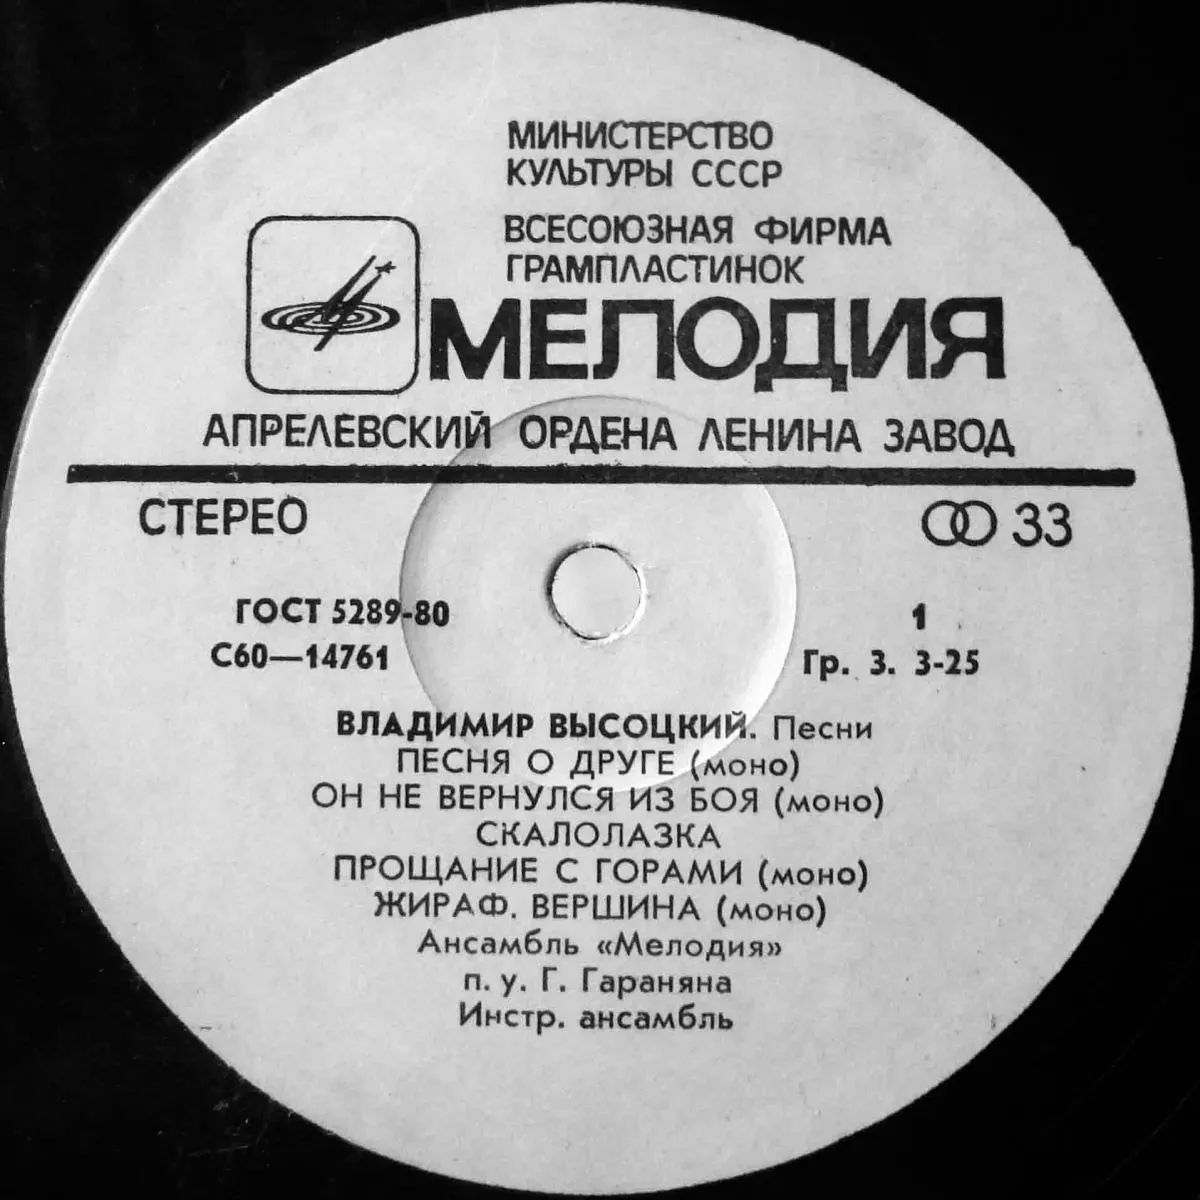 МИНИСТЕРСТВО
КУЛЬТУРЫ СССР
ВСЕСОЮЗНАЯ ФИРМА
ГРАМПЛАСТИНОК
МЕЛОДИЯ
АПРЕЛЕВСКИЙ ОРДЕНА ЛЕНИНА ЗАВОД
СТЕРЕО 33
ГОСТ 5289-80 1
С60—14761 Гр. 3. 3-25
ВЛАДИМИР ВЫСОЦКИЙ. Песни
ПЕСНЯ О ДРУГЕ (моно)
ОН НЕ ВЕРНУЛСЯ ИЗ БОЯ (моно)
СКАЛОЛАЗКА
ПРОЩАНИЕ С ГОРАМИ (моно)
ЖИРАФ. ВЕРШИНА (моно)
Ансамбль «Мелодия»
п. у. Г. Гараняна
Инстр. ансамбль